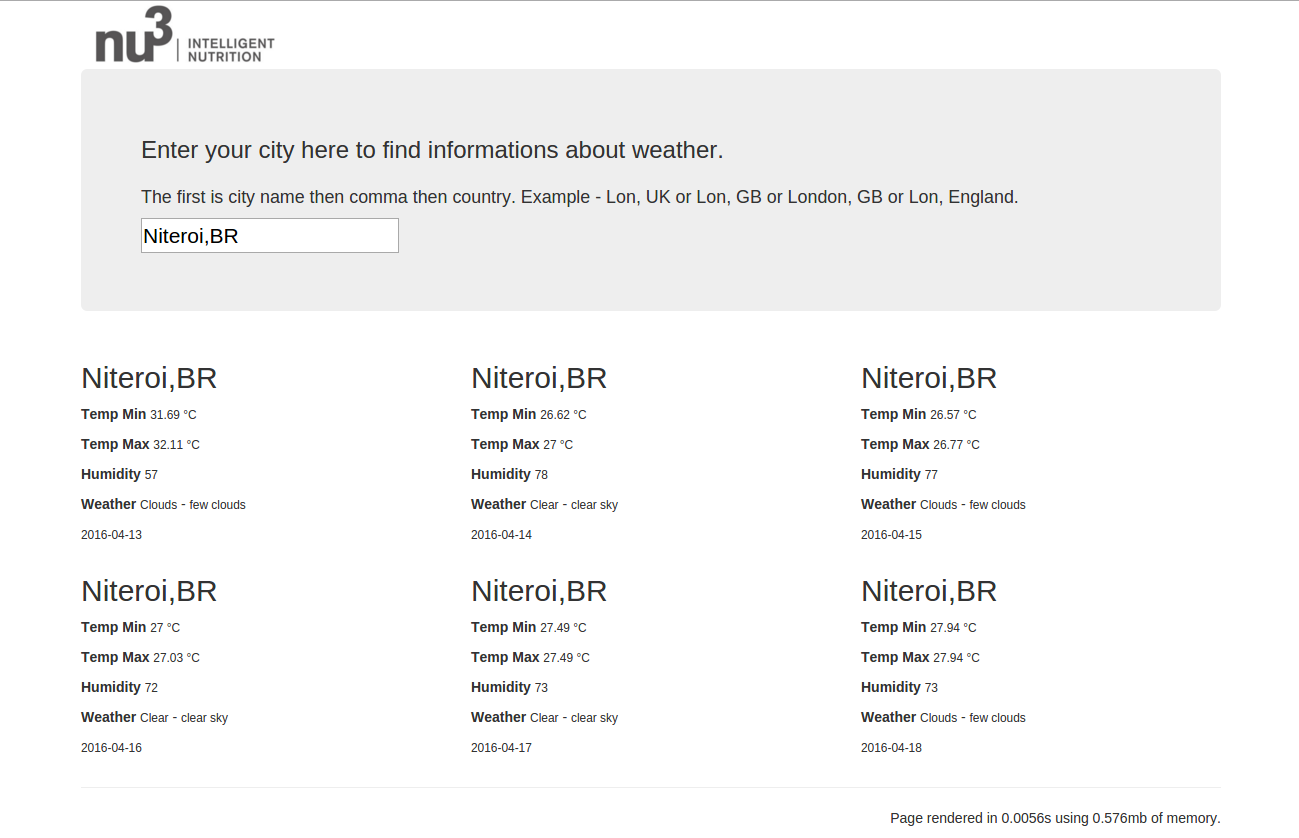 nu3 | INTELLIGENT
NUTRITION
Enter your city here to find informations about weather.
The first is city name then comma then country. Example - Lon, UK or Lon, GB or London, GB or Lon, England.
Niteroi,BR
Niteroi,BR
Temp Min 31.69 °C
Temp Max 32.11 °C
Humidity 57
Weather Clouds - few clouds
2016-04-13
Niteroi,BR
Temp Min 26.62 °C
Temp Max 27 °C
Humidity 78
Weather Clear - clear sky
2016-04-14
Niteroi,BR
Temp Min 26.57 °C
Temp Max 26.77 °C
Humidity 77
Weather Clouds - few clouds
2016-04-15
Niteroi,BR
Temp Min 27 °C
Temp Max 27.03 °C
Humidity 72
Weather Clear - clear sky
2016-04-16
Niteroi,BR
Temp Min 27.49 °C
Temp Max 27.49 °C
Humidity 73
Weather Clear - clear sky
2016-04-17
Niteroi,BR
Temp Min 27.94 °C
Temp Max 27.94 °C
Humidity 73
Weather Clouds - few clouds
2016-04-18
Page rendered in 0.0056s using 0.576mb of memory.